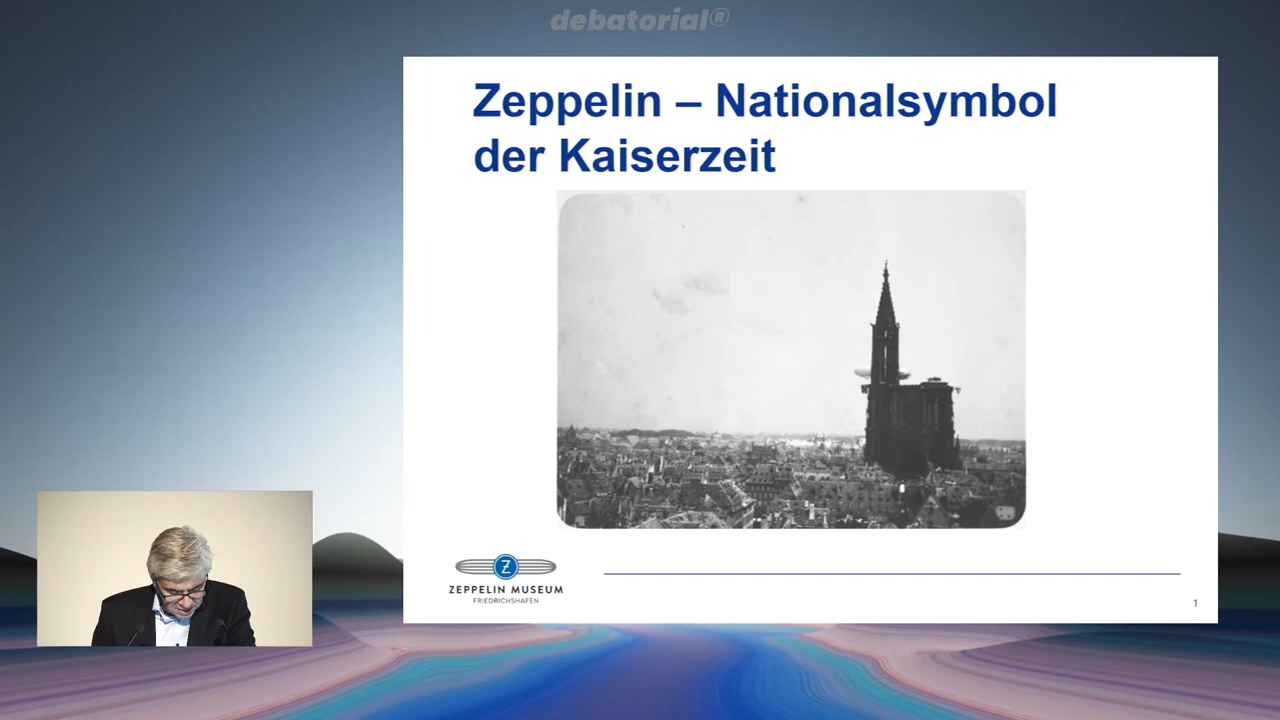 debatorial®
Zeppelin – Nationalsymbol
der Kaiserzeit
Z
ZEPPELIN MUSEUM
FRIEDRICHSHAFEN
1